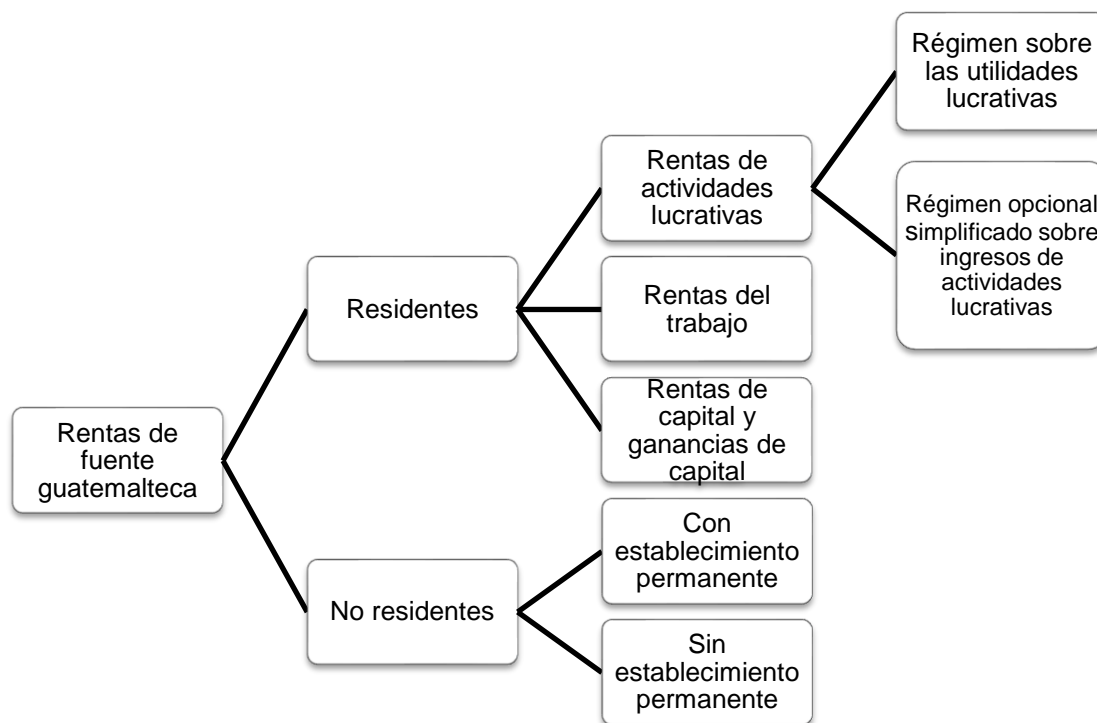 Rentas de
fuente
guatemalteca
Residentes
Rentas de
actividades
lucrativas
Régimen sobre
las utilidades
lucrativas
Régimen opcional
simplificado sobre
ingresos de
actividades
lucrativas
Rentas del
trabajo
Rentas de
capital y
ganancias de
capital
No residentes
Con
establecimiento
permanente
Sin
establecimiento
permanente